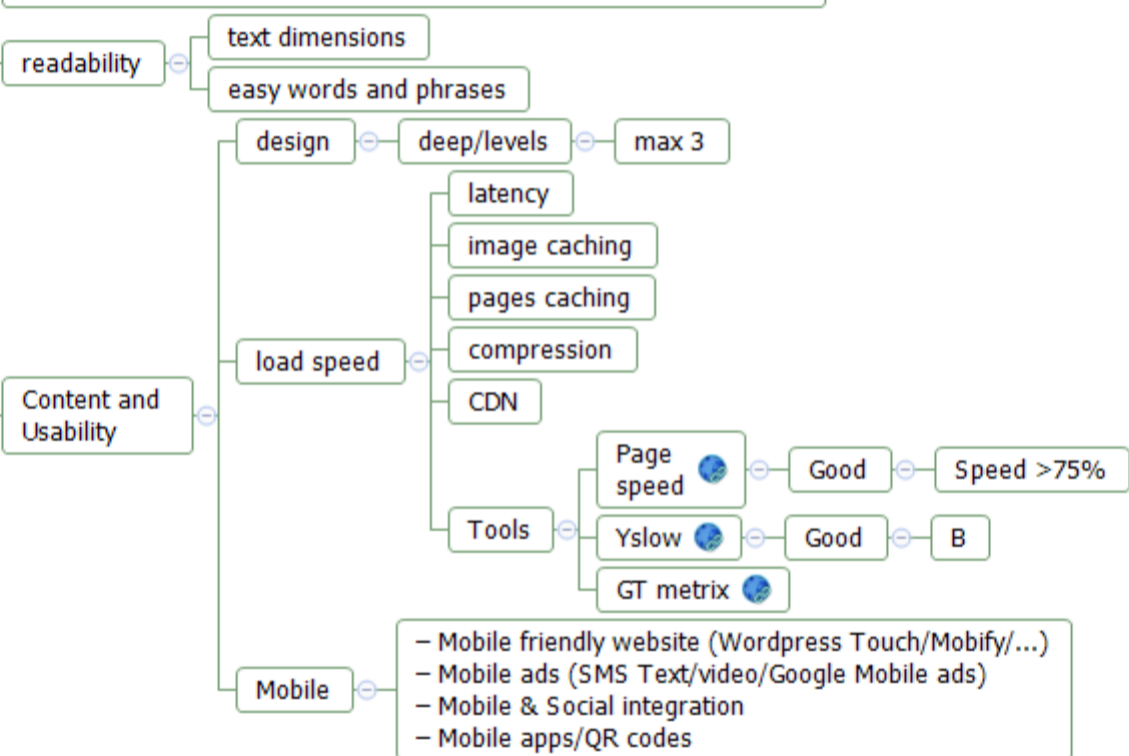 readability
text dimensions
easy words and phrases
Content and
Usability
design
deep/levels
max 3
load speed
latency
image caching
pages caching
compression
CDN
Tools
Page
speed
Good
Speed >75%
Yslow
Good
B
GT metrix
Mobile
– Mobile friendly website (Wordpress Touch/Mobify/...)
– Mobile ads (SMS Text/video/Google Mobile ads)
– Mobile & Social integration
– Mobile apps/QR codes